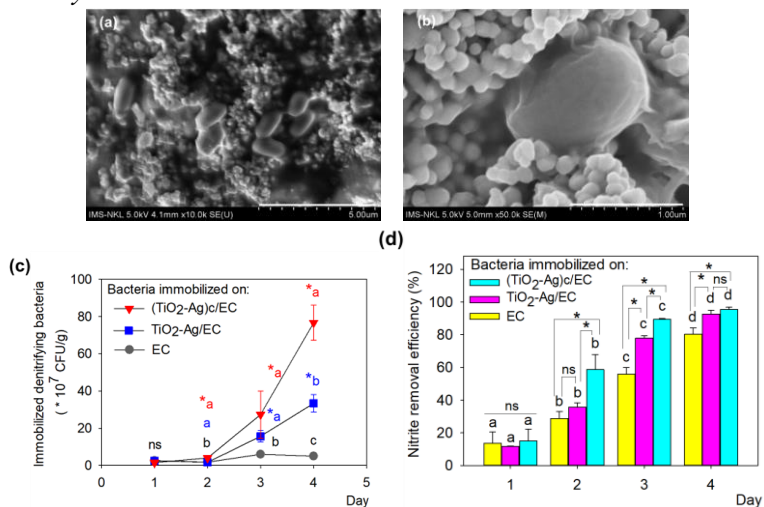 (a)
(b)
IMS-NKL 5.0kV 4.1mm x10.0k SE(U)
5.00um
IMS-NKL 5.0kV 5.0mm x50.0k SE(M)
1.00um
(c)
Bacteria immobilized on:
(TiO2-Ag)c/EC
TiO2-Ag/EC
EC
Immobilized denitrifying bacteria
( * 10⁷ CFU/g)
100
80
60
40
20
0
ns
*a
a
b
*a
*a
b
*a
*b
c
0
1
2
3
4
5
Day
(d)
Bacteria immobilized on:
(TiO2-Ag)c/EC
TiO2-Ag/EC
EC
Nitrite removal efficiency (%)
120
100
80
60
40
20
0
ns
a
a
a
*
ns
*
b
b
b
*
*
*
c
c
c
*
*
ns
d
d
d
1
2
3
4
Day